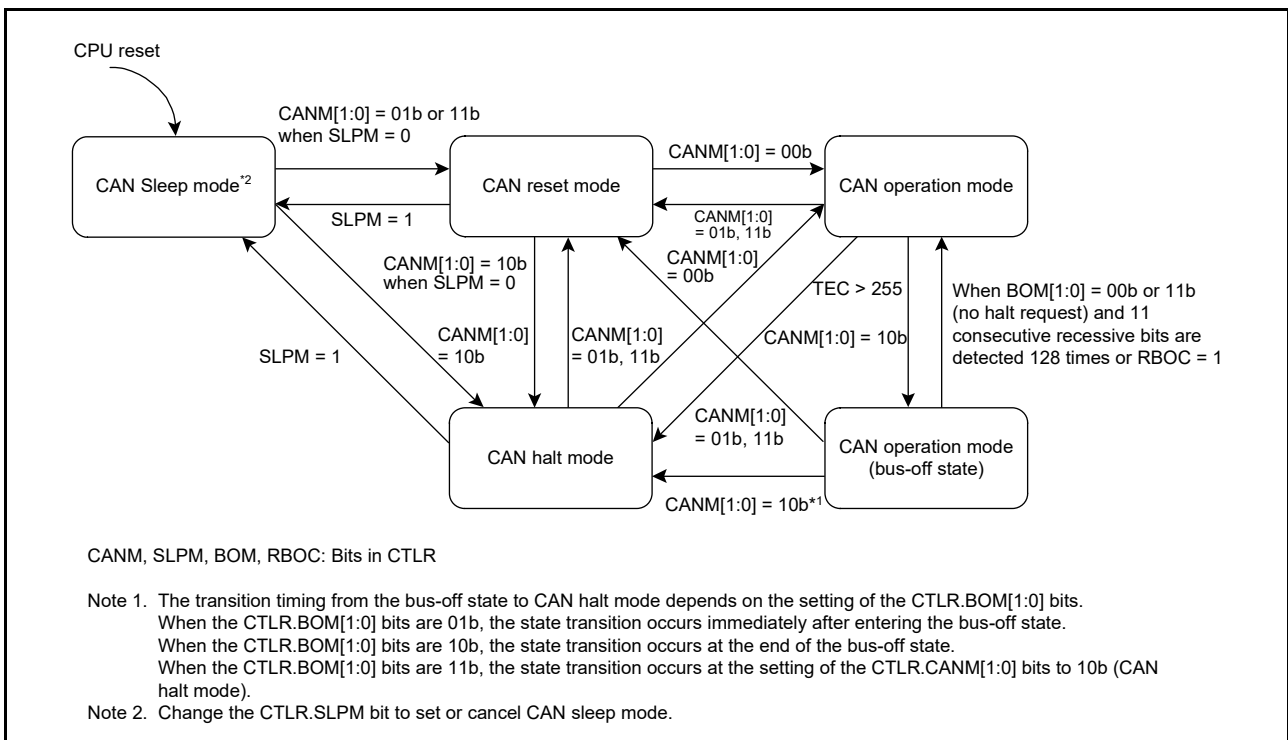 CPU reset
CANM[1:0] = 01b or 11b
when SLPM = 0
CANM[1:0] = 00b
CAN Sleep mode*2
CAN reset mode
CAN operation mode
SLPM = 1
CANM[1:0]
= 01b, 11b
CANM[1:0] = 10b
when SLPM = 0
CANM[1:0]
= 00b
TEC > 255
When BOM[1:0] = 00b or 11b
(no halt request) and 11
consecutive recessive bits are
detected 128 times or RBOC = 1
SLPM = 1
CANM[1:0]
= 10b
CANM[1:0]
= 01b, 11b
CANM[1:0] = 10b
CANM[1:0]
= 01b, 11b
CAN halt mode
CAN operation mode
(bus-off state)
CANM[1:0] = 10b*1
CANM, SLPM, BOM, RBOC: Bits in CTLR
Note 1. The transition timing from the bus-off state to CAN halt mode depends on the setting of the CTLR.BOM[1:0] bits.
When the CTLR.BOM[1:0] bits are 01b, the state transition occurs immediately after entering the bus-off state.
When the CTLR.BOM[1:0] bits are 10b, the state transition occurs at the end of the bus-off state.
When the CTLR.BOM[1:0] bits are 11b, the state transition occurs at the setting of the CTLR.CANM[1:0] bits to 10b (CAN
halt mode).
Note 2. Change the CTLR.SLPM bit to set or cancel CAN sleep mode.